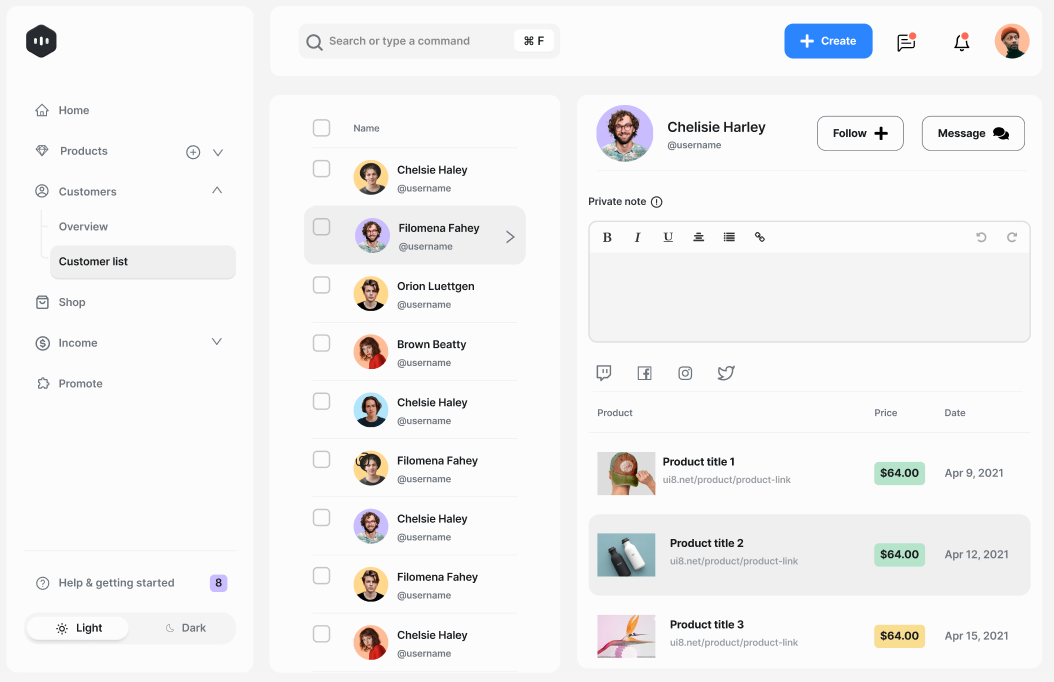 Search or type a command
⌘ F
Create
Home
Products
Customers
Overview
Customer list
Shop
Income
Promote
Help & getting started
8
Light
Dark
Name
Chelsie Haley
@username
Filomena Fahey
@username
Orion Luettgen
@username
Brown Beatty
@username
Chelsie Haley
@username
Filomena Fahey
@username
Chelsie Haley
@username
Filomena Fahey
@username
Chelsie Haley
@username
Chelisie Harley
@username
Follow
Message
Private note
B I U
Product Price Date
Product title 1
ui8.net/product/product-link
$64.00
Apr 9, 2021
Product title 2
ui8.net/product/product-link
$64.00
Apr 12, 2021
Product title 3
ui8.net/product/product-link
$64.00
Apr 15, 2021